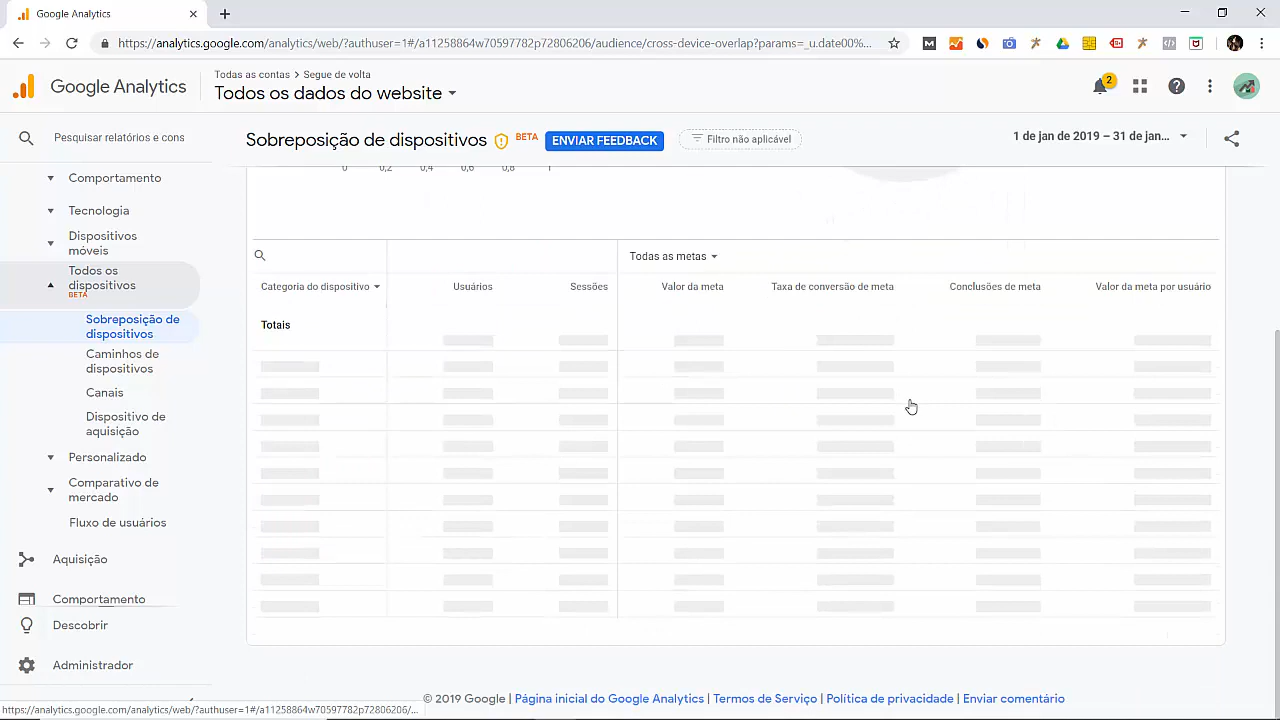 Google Analytics
https://analytics.google.com/analytics/web/?authuser=1#/a11258864w70597782p72806206/audience/cross-device-overlap?params=_u.date00%...
Google Analytics
Todas as contas > Segue de volta
Todos os dados do website
2
Pesquisar relatórios e cons
Sobreposição de dispositivos
BETA
ENVIAR FEEDBACK
Filtro não aplicável
1 de jan de 2019 – 31 de jan...
Comportamento
Tecnologia
Dispositivos
móveis
Todos os
dispositivos
BETA
Sobreposição de
dispositivos
Caminhos de
dispositivos
Canais
Dispositivo de
aquisição
Personalizado
Comparativo de
mercado
Fluxo de usuários
Aquisição
Comportamento
Descobrir
Administrador
0 0,2 0,4 0,6 0,8 1
Todas as metas
Categoria do dispositivo Usuários Sessões Valor da meta Taxa de conversão de meta Conclusões de meta Valor da meta por usuário
Totais
© 2019 Google | Página inicial do Google Analytics | Termos de Serviço | Política de privacidade | Enviar comentário
https://analytics.google.com/analytics/web/?authuser=1#/a11258864w70597782p72806206/...